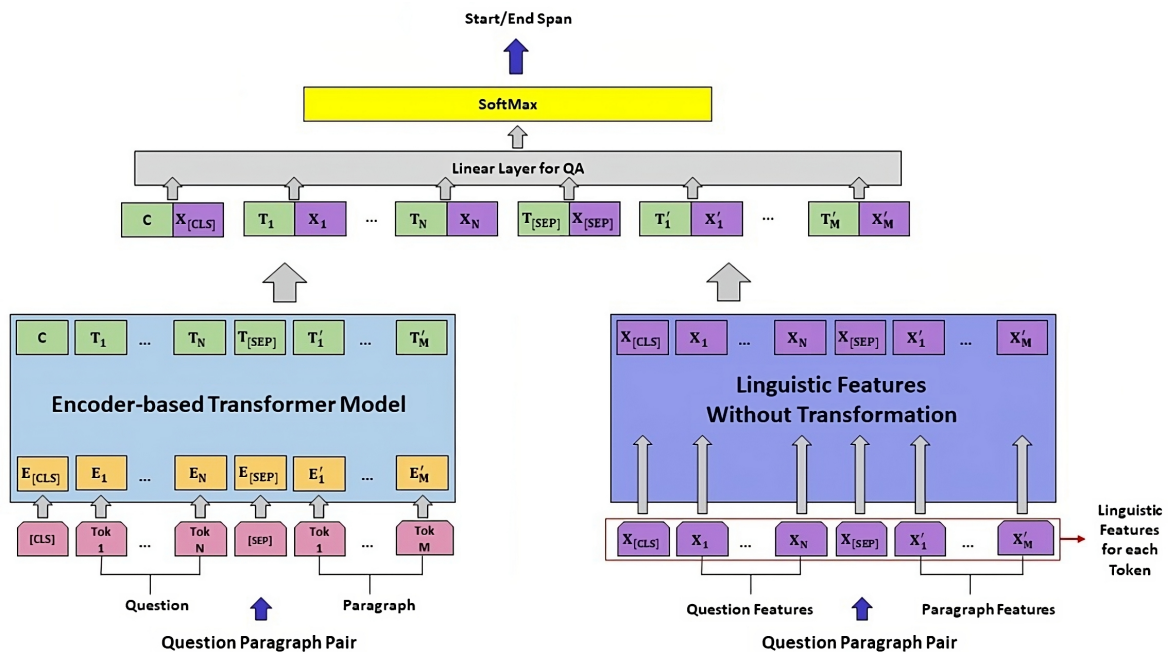 Start/End Span
SoftMax
Linear Layer for QA
C X[CLS] T1 X1 ... TN XN T[SEP] X[SEP] T′1 X′1 ... T′M X′M
C T1 ... TN T[SEP] T′1 ... T′M
X[CLS] X1 ... XN X[SEP] X′1 ... X′M
Encoder-based Transformer Model
Linguistic Features
Without Transformation
E[CLS] E1 ... EN E[SEP] E′1 ... E′M
[CLS] Tok 1 ... Tok N [SEP] Tok 1 ... Tok M
X[CLS] X1 ... XN X[SEP] X′1 ... X′M
Linguistic
Features
for each
Token
Question Paragraph
Question Paragraph Pair
Question Features Paragraph Features
Question Paragraph Pair